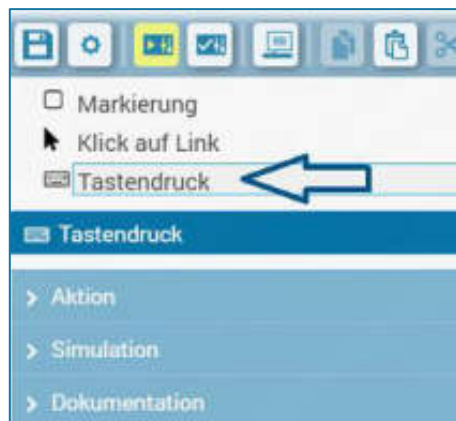 Markierung
Klick auf Link
Tastendruck
Tastendruck
Aktion
Simulation
Dokumentation